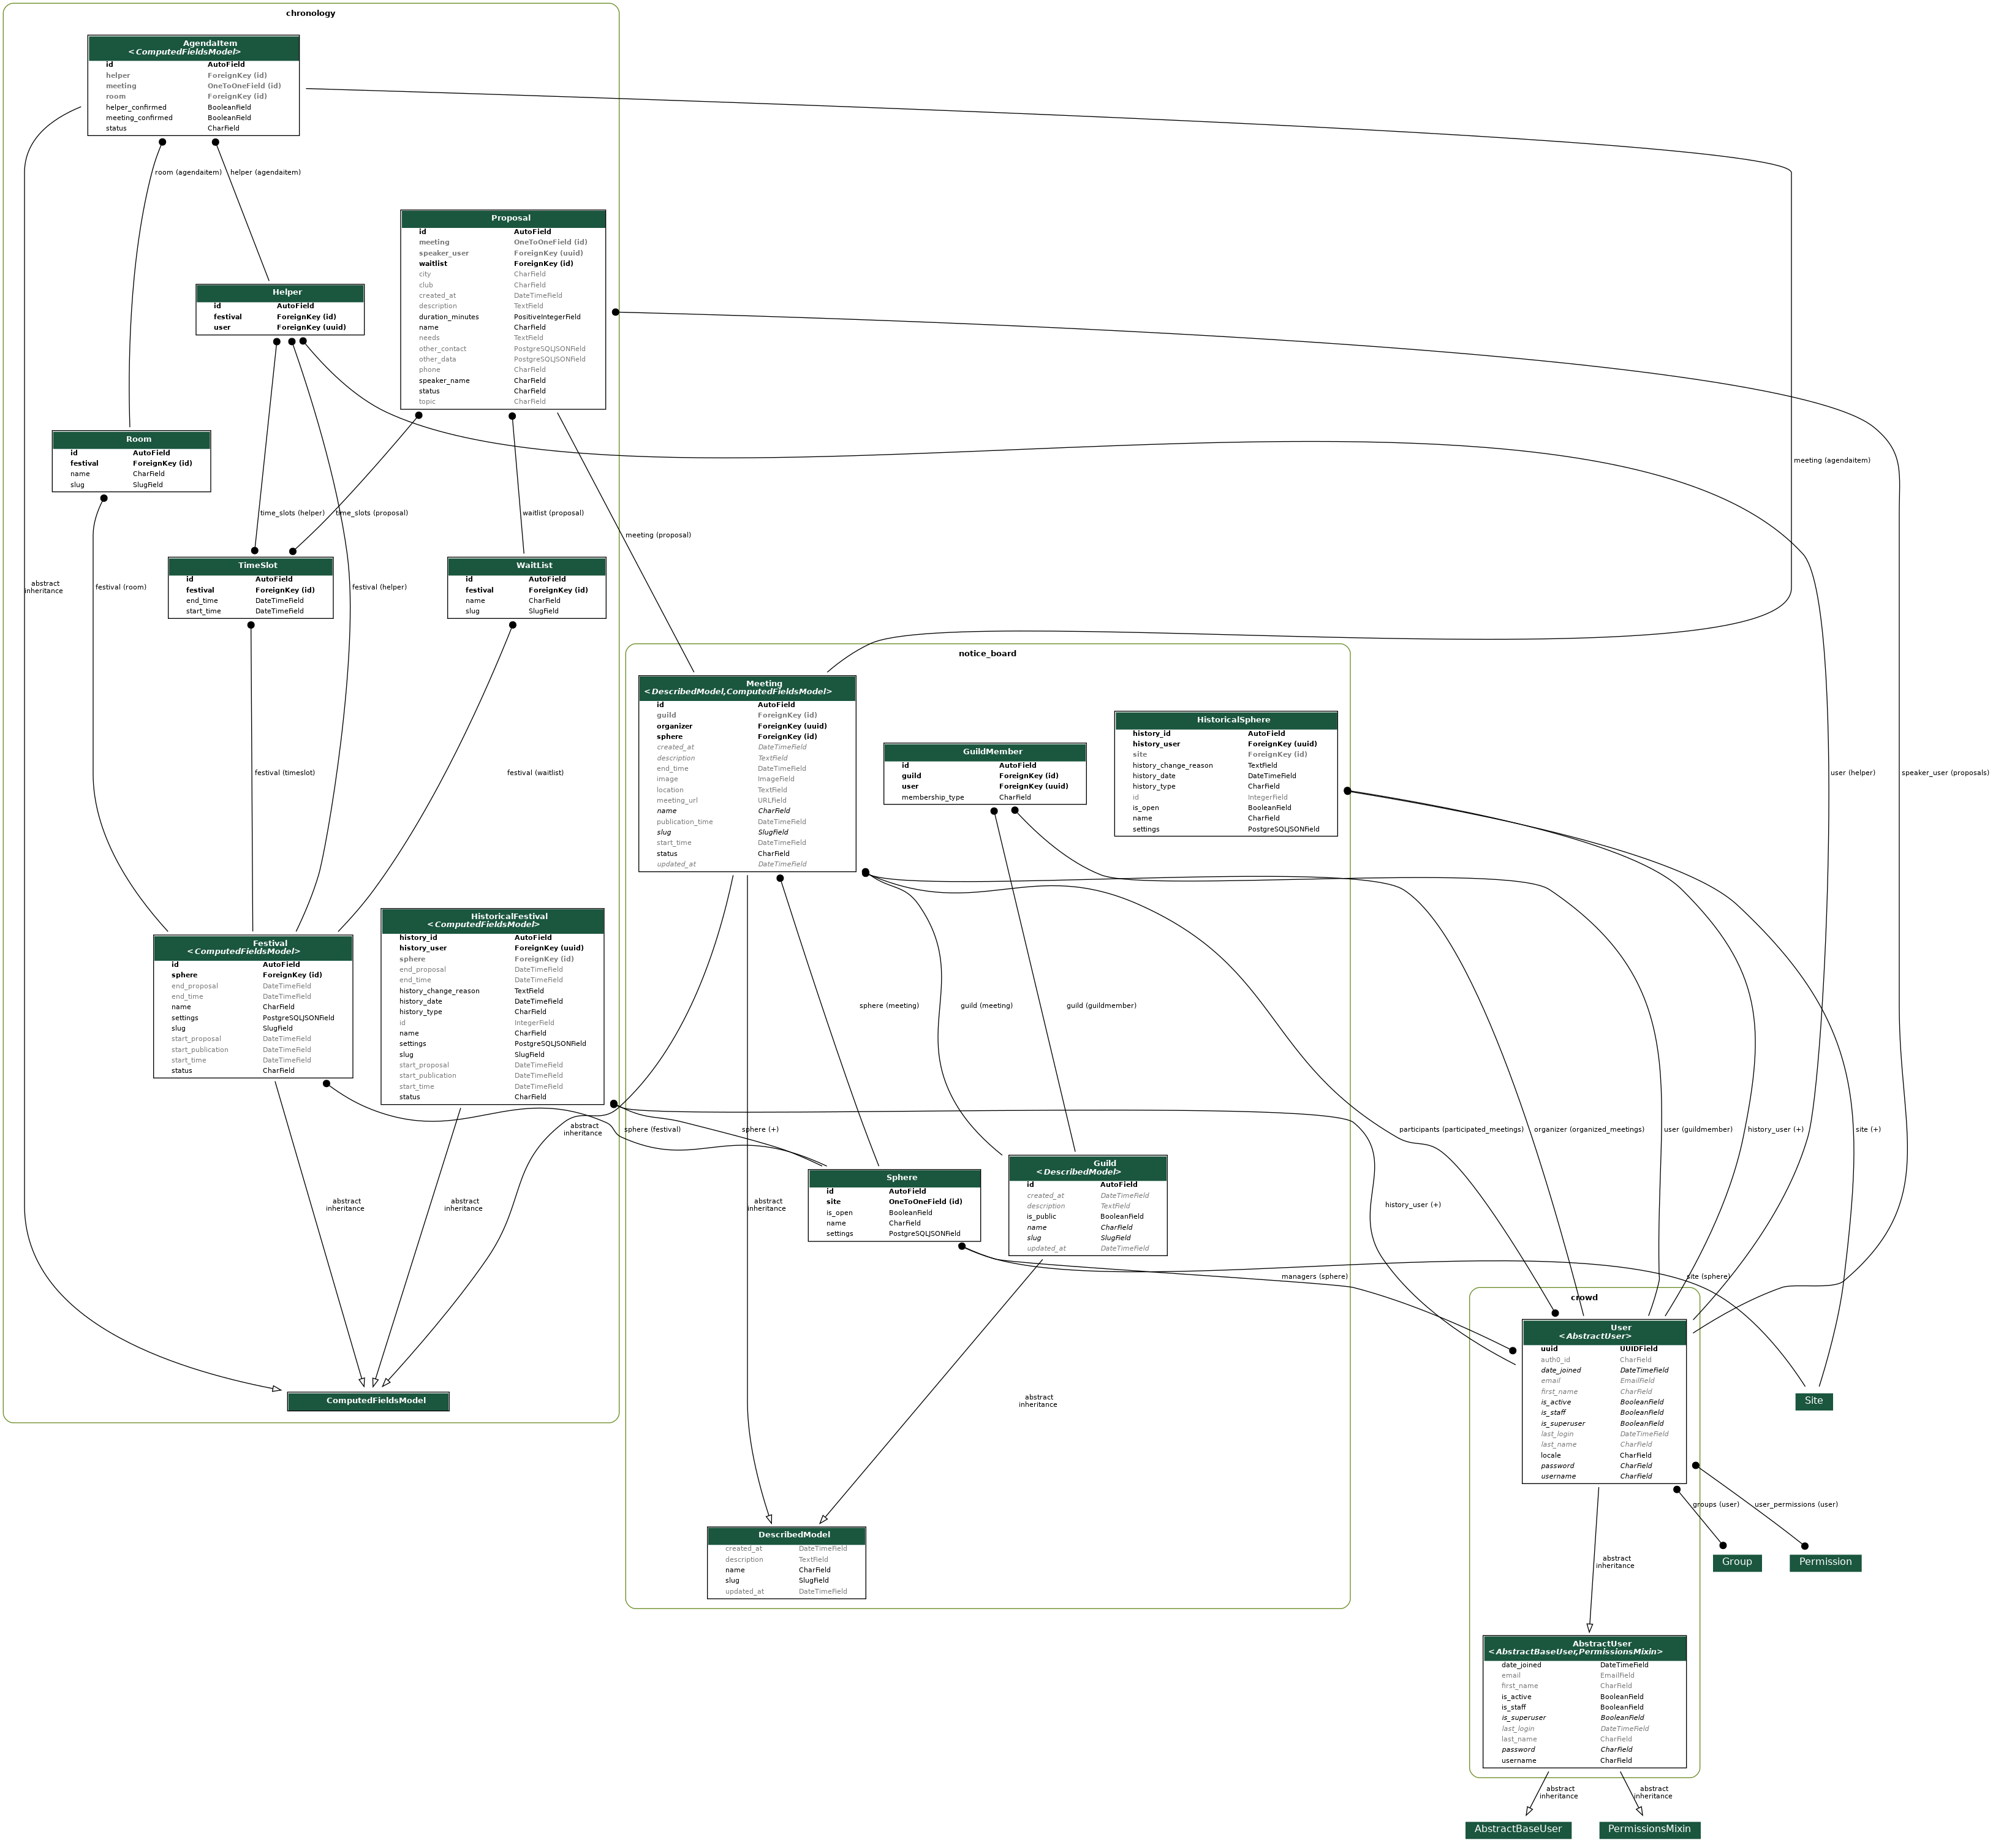 chronology
AgendaItem
<ComputedFieldsModel>
id AutoField
helper ForeignKey (id)
meeting OneToOneField (id)
room ForeignKey (id)
helper_confirmed BooleanField
meeting_confirmed BooleanField
status CharField
room (agendaitem)
helper (agendaitem)
Proposal
id AutoField
meeting OneToOneField (id)
speaker_user ForeignKey (uuid)
waitlist ForeignKey (id)
city CharField
club CharField
created_at DateTimeField
description TextField
duration_minutes PositiveIntegerField
name CharField
needs TextField
other_contact PostgreSQLJSONField
other_data PostgreSQLJSONField
phone CharField
speaker_name CharField
status CharField
topic CharField
Helper
id AutoField
festival ForeignKey (id)
user ForeignKey (uuid)
Room
id AutoField
festival ForeignKey (id)
name CharField
slug SlugField
meeting (agendaitem)
time_slots (helper)
time_slots (proposal)
waitlist (proposal)
meeting (proposal)
TimeSlot
id AutoField
festival ForeignKey (id)
end_time DateTimeField
start_time DateTimeField
WaitList
id AutoField
festival ForeignKey (id)
name CharField
slug SlugField
abstract
inheritance
festival (room)
festival (helper)
festival (timeslot)
festival (waitlist)
notice_board
Meeting
<DescribedModel,ComputedFieldsModel>
id AutoField
guild ForeignKey (id)
organizer ForeignKey (uuid)
sphere ForeignKey (id)
created_at DateTimeField
description TextField
end_time DateTimeField
image ImageField
location TextField
meeting_url URLField
name CharField
publication_time DateTimeField
slug SlugField
start_time DateTimeField
status CharField
updated_at DateTimeField
GuildMember
id AutoField
guild ForeignKey (id)
user ForeignKey (uuid)
membership_type CharField
HistoricalSphere
history_id AutoField
history_user ForeignKey (uuid)
site ForeignKey (id)
history_change_reason TextField
history_date DateTimeField
history_type CharField
id IntegerField
is_open BooleanField
name CharField
settings PostgreSQLJSONField
user (helper)
speaker_user (proposals)
Festival
<ComputedFieldsModel>
id AutoField
sphere ForeignKey (id)
end_proposal DateTimeField
end_time DateTimeField
name CharField
settings PostgreSQLJSONField
slug SlugField
start_proposal DateTimeField
start_publication DateTimeField
start_time DateTimeField
status CharField
HistoricalFestival
<ComputedFieldsModel>
history_id AutoField
history_user ForeignKey (uuid)
sphere ForeignKey (id)
end_proposal DateTimeField
end_time DateTimeField
history_change_reason TextField
history_date DateTimeField
history_type CharField
id IntegerField
name CharField
settings PostgreSQLJSONField
slug SlugField
start_proposal DateTimeField
start_publication DateTimeField
start_time DateTimeField
status CharField
sphere (meeting)
guild (meeting)
guild (guildmember)
abstract
inheritance
sphere (festival)
sphere (+)
participants (participated_meetings)
organizer (organized_meetings)
user (guildmember)
history_user (+)
site (+)
Sphere
id AutoField
site OneToOneField (id)
is_open BooleanField
name CharField
settings PostgreSQLJSONField
Guild
<DescribedModel>
id AutoField
created_at DateTimeField
description TextField
is_public BooleanField
name CharField
slug SlugField
updated_at DateTimeField
abstract
inheritance
abstract
inheritance
abstract
inheritance
history_user (+)
managers (sphere)
site (sphere)
crowd
User
<AbstractUser>
uuid UUIDField
auth0_id CharField
date_joined DateTimeField
email EmailField
first_name CharField
is_active BooleanField
is_staff BooleanField
is_superuser BooleanField
last_login DateTimeField
last_name CharField
locale CharField
password CharField
username CharField
ComputedFieldsModel
abstract
inheritance
Site
groups (user)
user_permissions (user)
DescribedModel
created_at DateTimeField
description TextField
name CharField
slug SlugField
updated_at DateTimeField
abstract
inheritance
Group
Permission
AbstractUser
<AbstractBaseUser,PermissionsMixin>
date_joined DateTimeField
email EmailField
first_name CharField
is_active BooleanField
is_staff BooleanField
is_superuser BooleanField
last_login DateTimeField
last_name CharField
password CharField
username CharField
abstract
inheritance
abstract
inheritance
AbstractBaseUser
PermissionsMixin